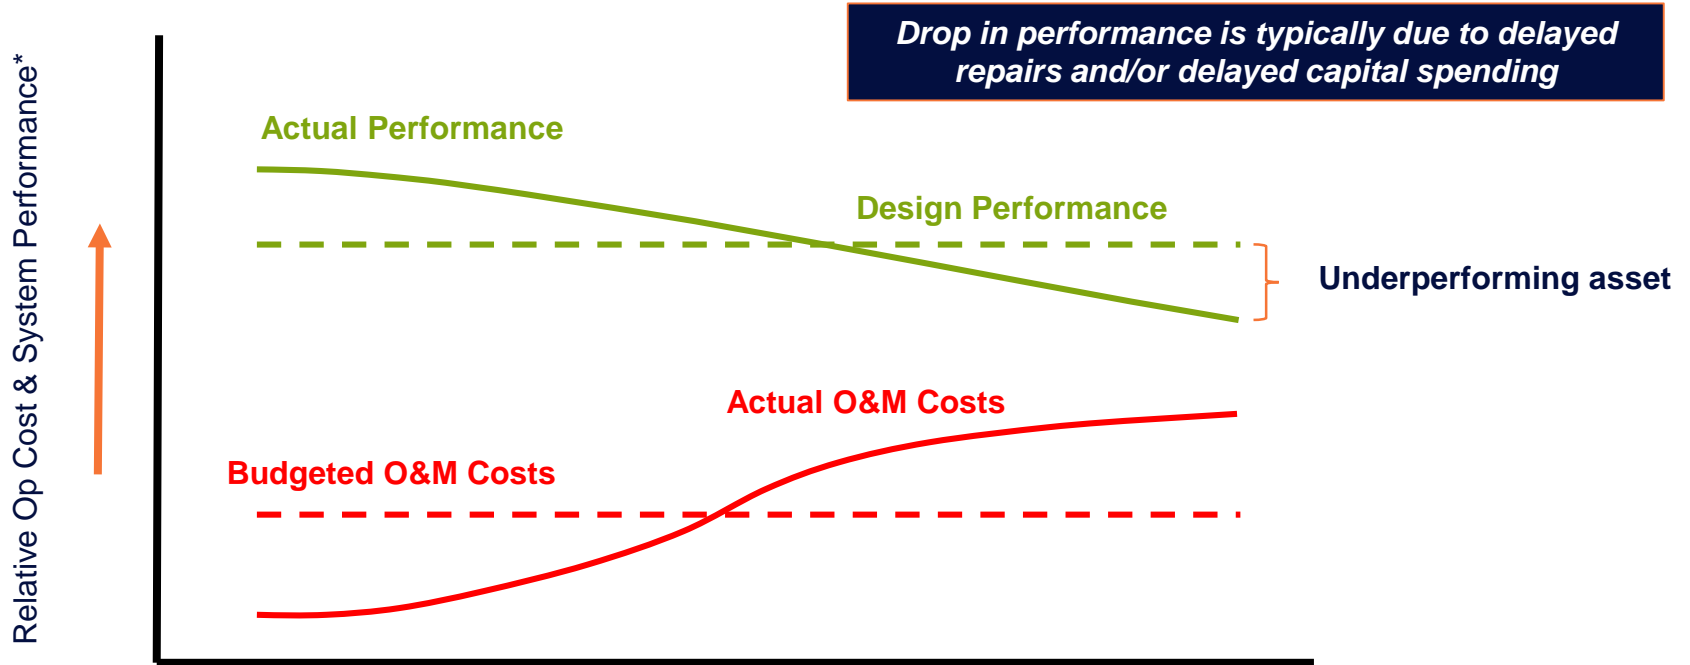 Drop in performance is typically due to delayed
repairs and/or delayed capital spending
Relative Op Cost & System Performance*
Actual Performance
Design Performance
Underperforming asset
Actual O&M Costs
Budgeted O&M Costs